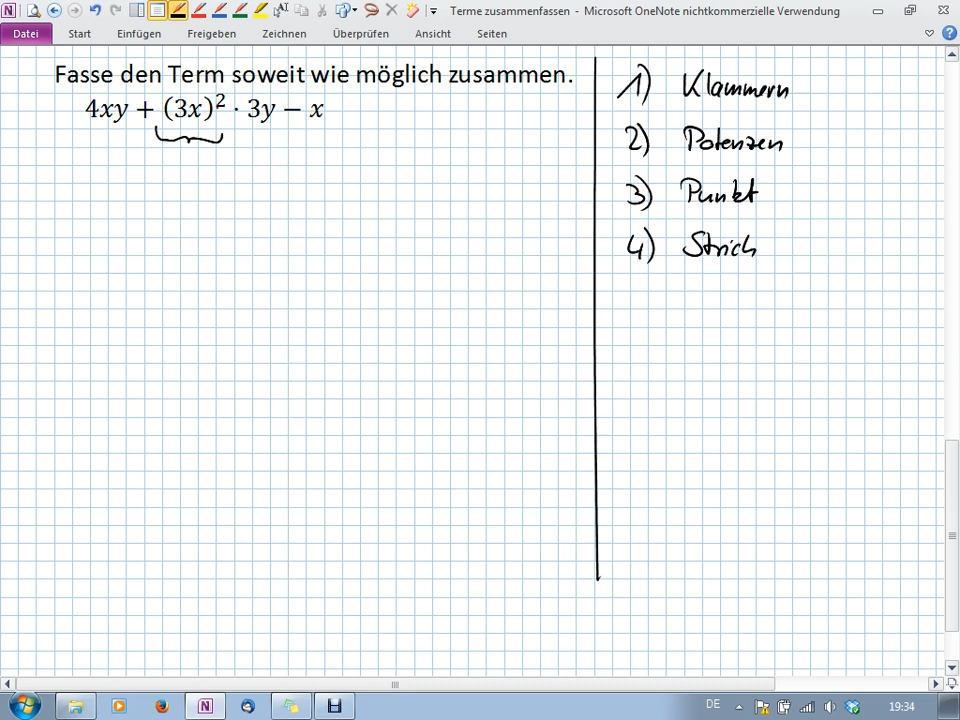 Terme zusammenfassen - Microsoft OneNote nichtkommerzielle Verwendung
Datei Start Einfügen Freigeben Zeichnen Überprüfen Ansicht Seiten
Fasse den Term soweit wie möglich zusammen.
4xy + (3x)² · 3y − x
1) Klammern
2) Potenzen
3) Punkt
4) Strich
DE 19:34